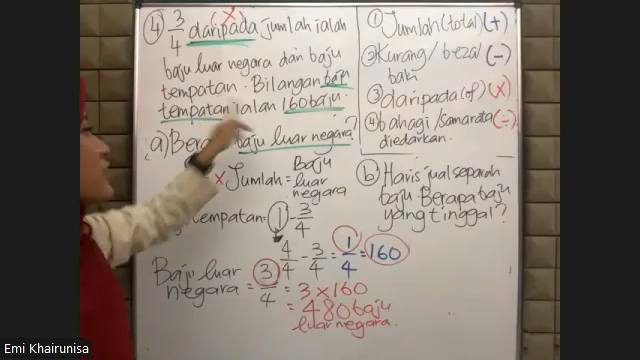 ④ 3/4 daripada jumlah ialah
(×)
baju luar negara dan baju
tempatan. Bilangan baju
tempatan ialah 160 baju.
a) baju luar negara?
× Jumlah = Baju luar negara
tempatan = 1 - 3/4
4/4 - 3/4 = 1/4 = 160
Baju luar negara = 3/4 = 3 × 160
= 480 baju
luar negara.
① Jumlah (total) (+)
② Kurang / beza (-)
baki
③ daripada (of) (×)
④ bahagi / samarata (÷)
diedarkan.
ⓑ Haris jual separuh
baju. Berapa baju
yang tinggal?
Emi Khairunisa